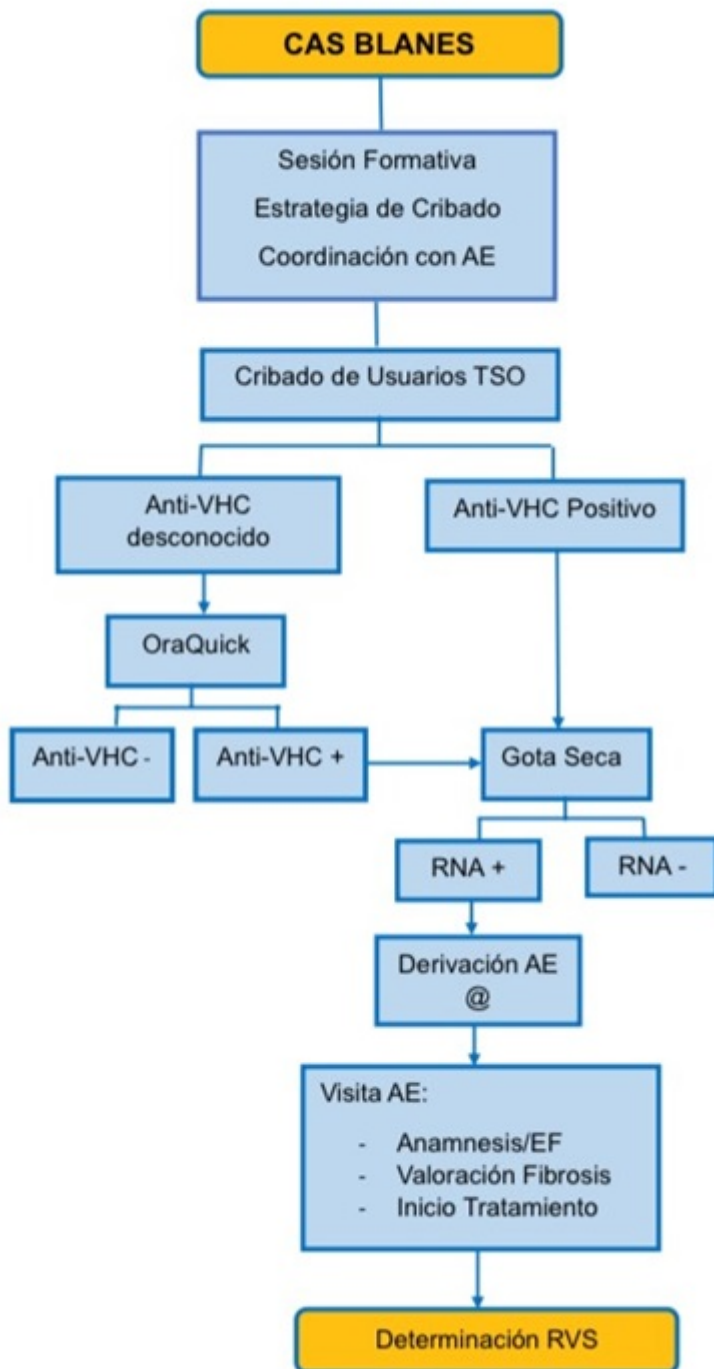 CAS BLANES
Sesión Formativa
Estrategia de Cribado
Coordinación con AE
Cribado de Usuarios TSO
Anti-VHC
desconocido
Anti-VHC Positivo
OraQuick
Anti-VHC -
Anti-VHC +
Gota Seca
RNA +
RNA -
Derivación AE
@
Visita AE:
- Anamnesis/EF
- Valoración Fibrosis
- Inicio Tratamiento
Determinación RVS